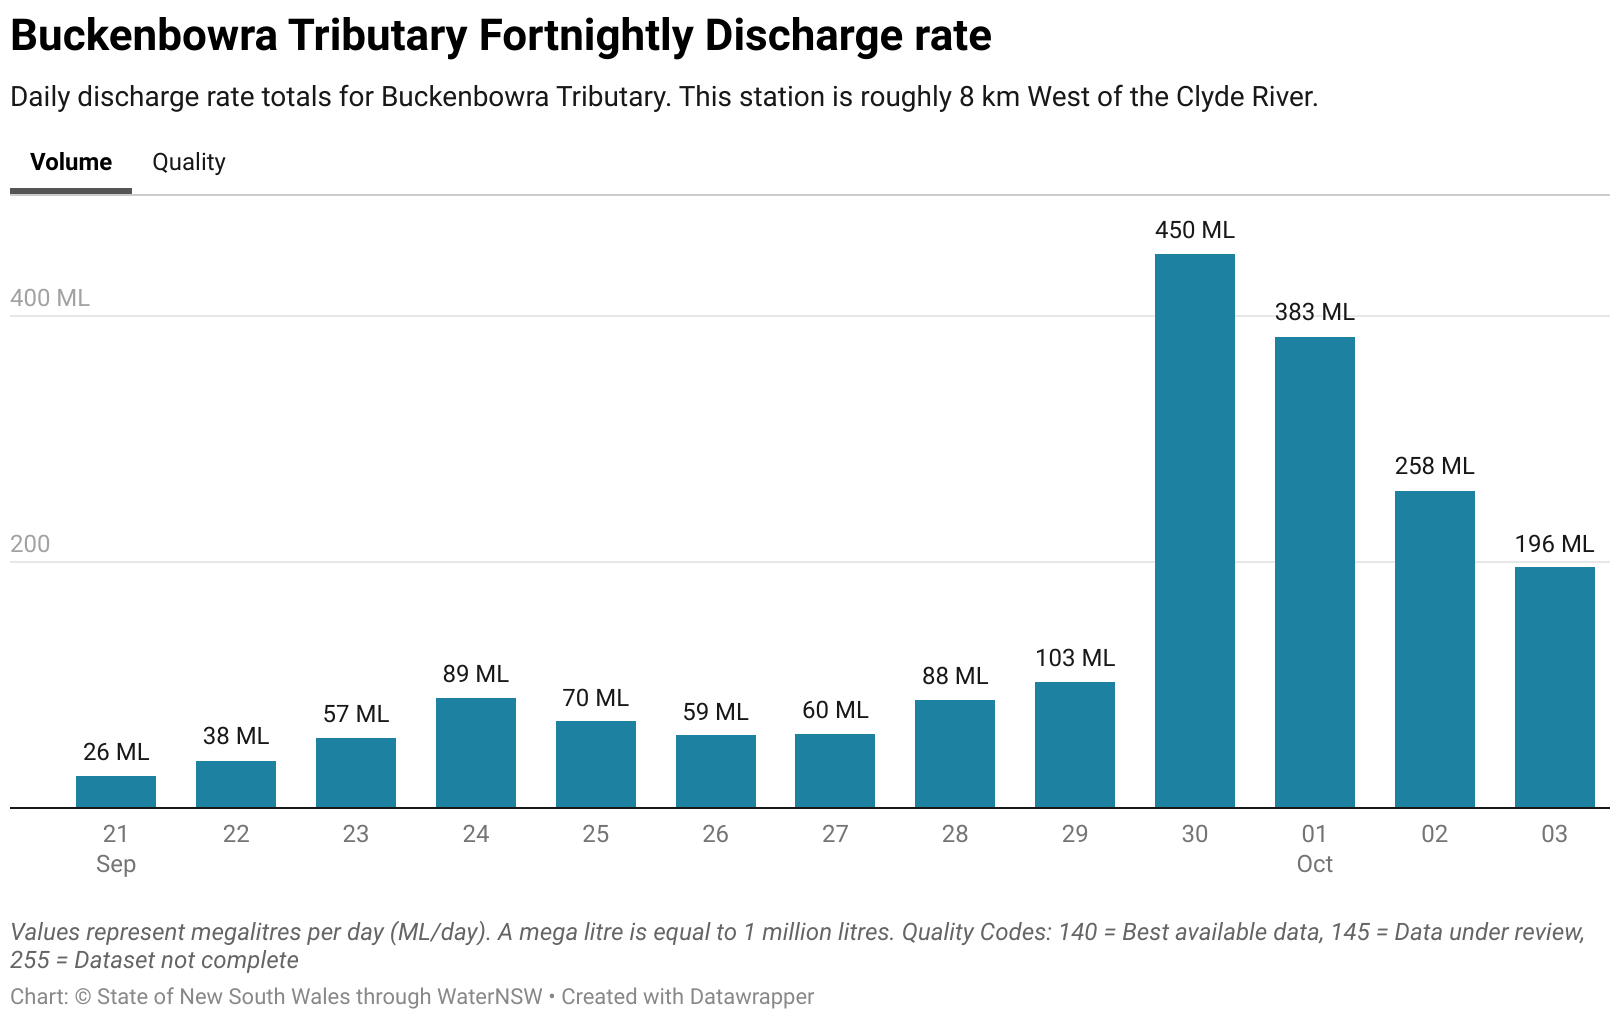 Buckenbowra Tributary Fortnightly Discharge rate
Daily discharge rate totals for Buckenbowra Tributary. This station is roughly 8 km West of the Clyde River.
Volume Quality
450 ML
400 ML
383 ML
258 ML
200
196 ML
103 ML
89 ML
88 ML
70 ML
60 ML
59 ML
57 ML
38 ML
26 ML
21 22 23 24 25 26 27 28 29 30 01 02 03
Sep Oct
Values represent megalitres per day (ML/day). A mega litre is equal to 1 million litres. Quality Codes: 140 = Best available data, 145 = Data under review,
255 = Dataset not complete
Chart: © State of New South Wales through WaterNSW • Created with Datawrapper